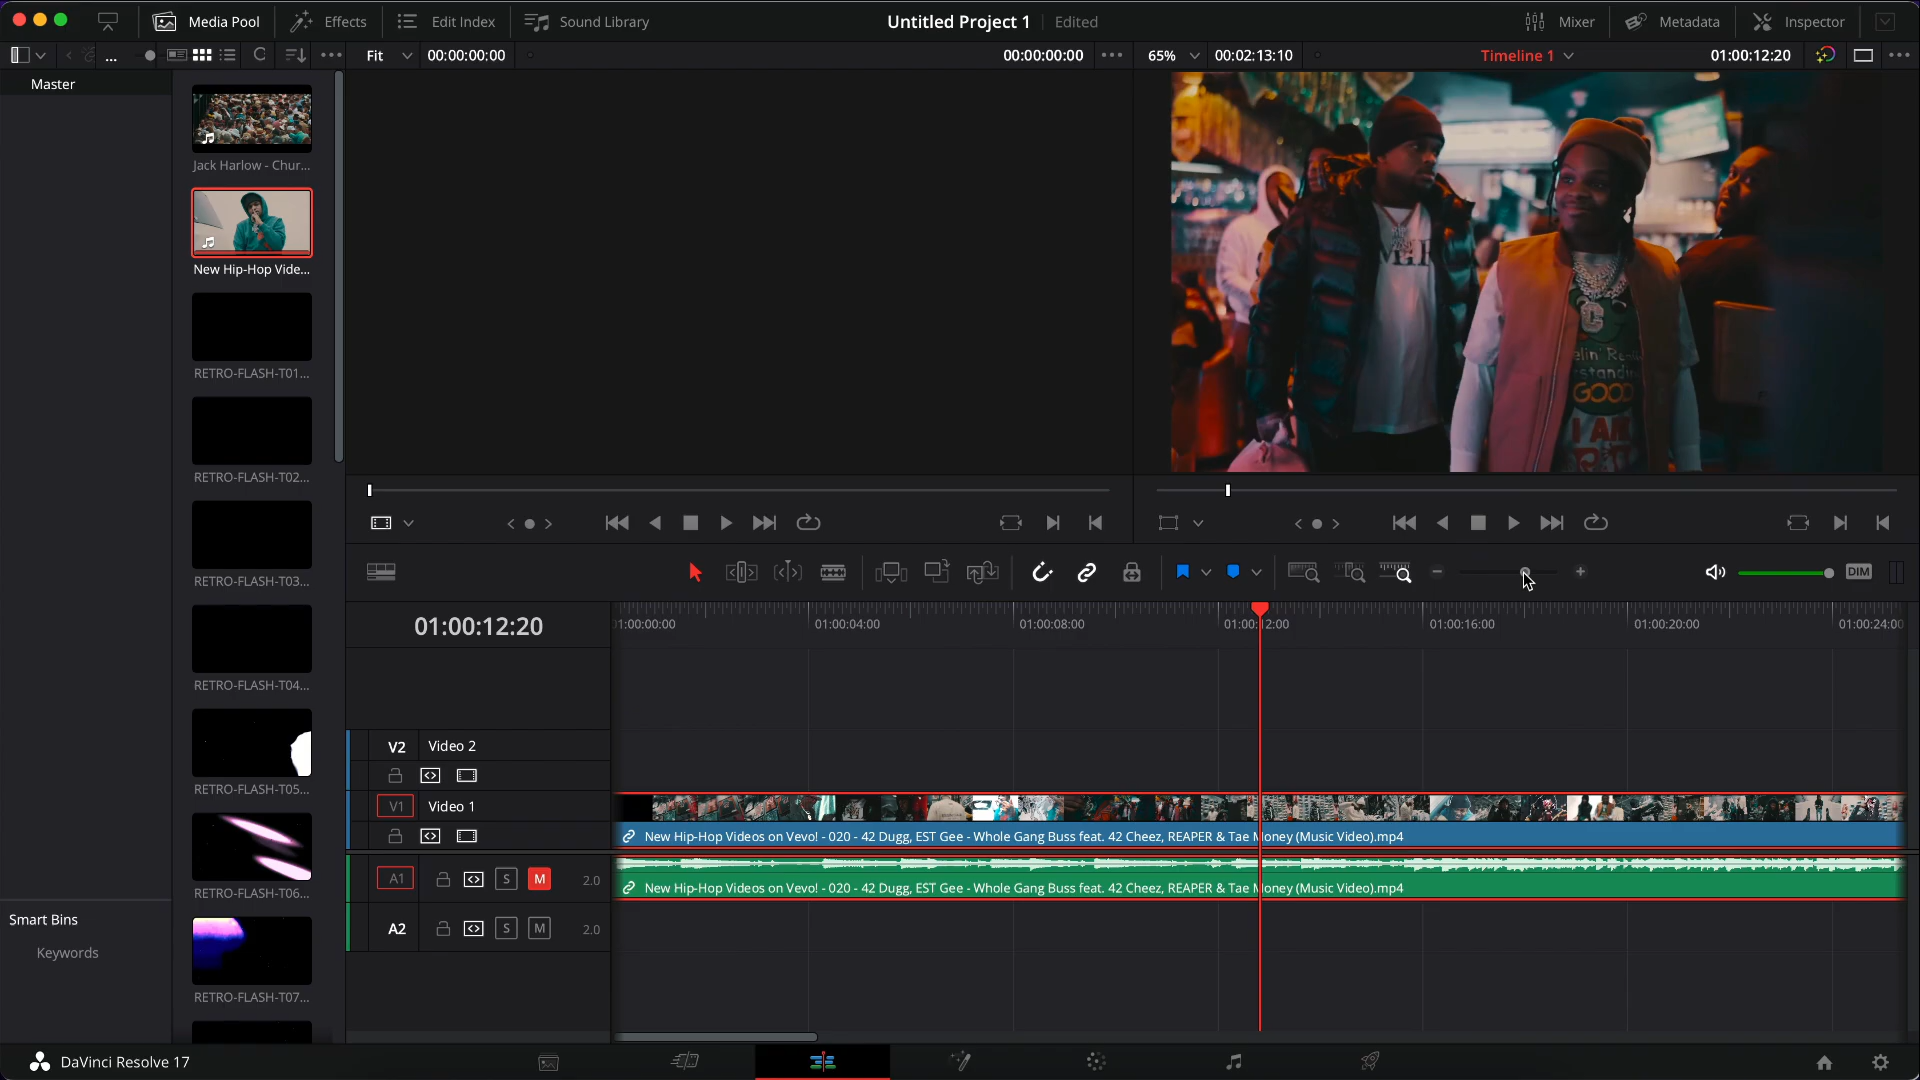 Media Pool
Effects
Edit Index
Sound Library
Untitled Project 1
Edited
Mixer
Metadata
Inspector
...
Fit
00:00:00:00
00:00:00:00
65%
00:02:13:10
Timeline 1
01:00:12:20
Master
Jack Harlow - Chur...
New Hip-Hop Vide...
RETRO-FLASH-T01...
RETRO-FLASH-T02...
RETRO-FLASH-T03...
RETRO-FLASH-T04...
RETRO-FLASH-T05...
RETRO-FLASH-T06...
RETRO-FLASH-T07...
Smart Bins
Keywords
GOOD
I AM
DIM
01:00:12:20
01:00:00:00
01:00:04:00
01:00:08:00
01:00:12:00
01:00:16:00
01:00:20:00
01:00:24:00
V2 Video 2
V1 Video 1
New Hip-Hop Videos on Vevo! - 020 - 42 Dugg, EST Gee - Whole Gang Buss feat. 42 Cheez, REAPER & Tae Money (Music Video).mp4
A1 S M 2.0
New Hip-Hop Videos on Vevo! - 020 - 42 Dugg, EST Gee - Whole Gang Buss feat. 42 Cheez, REAPER & Tae Money (Music Video).mp4
A2 S M 2.0
DaVinci Resolve 17